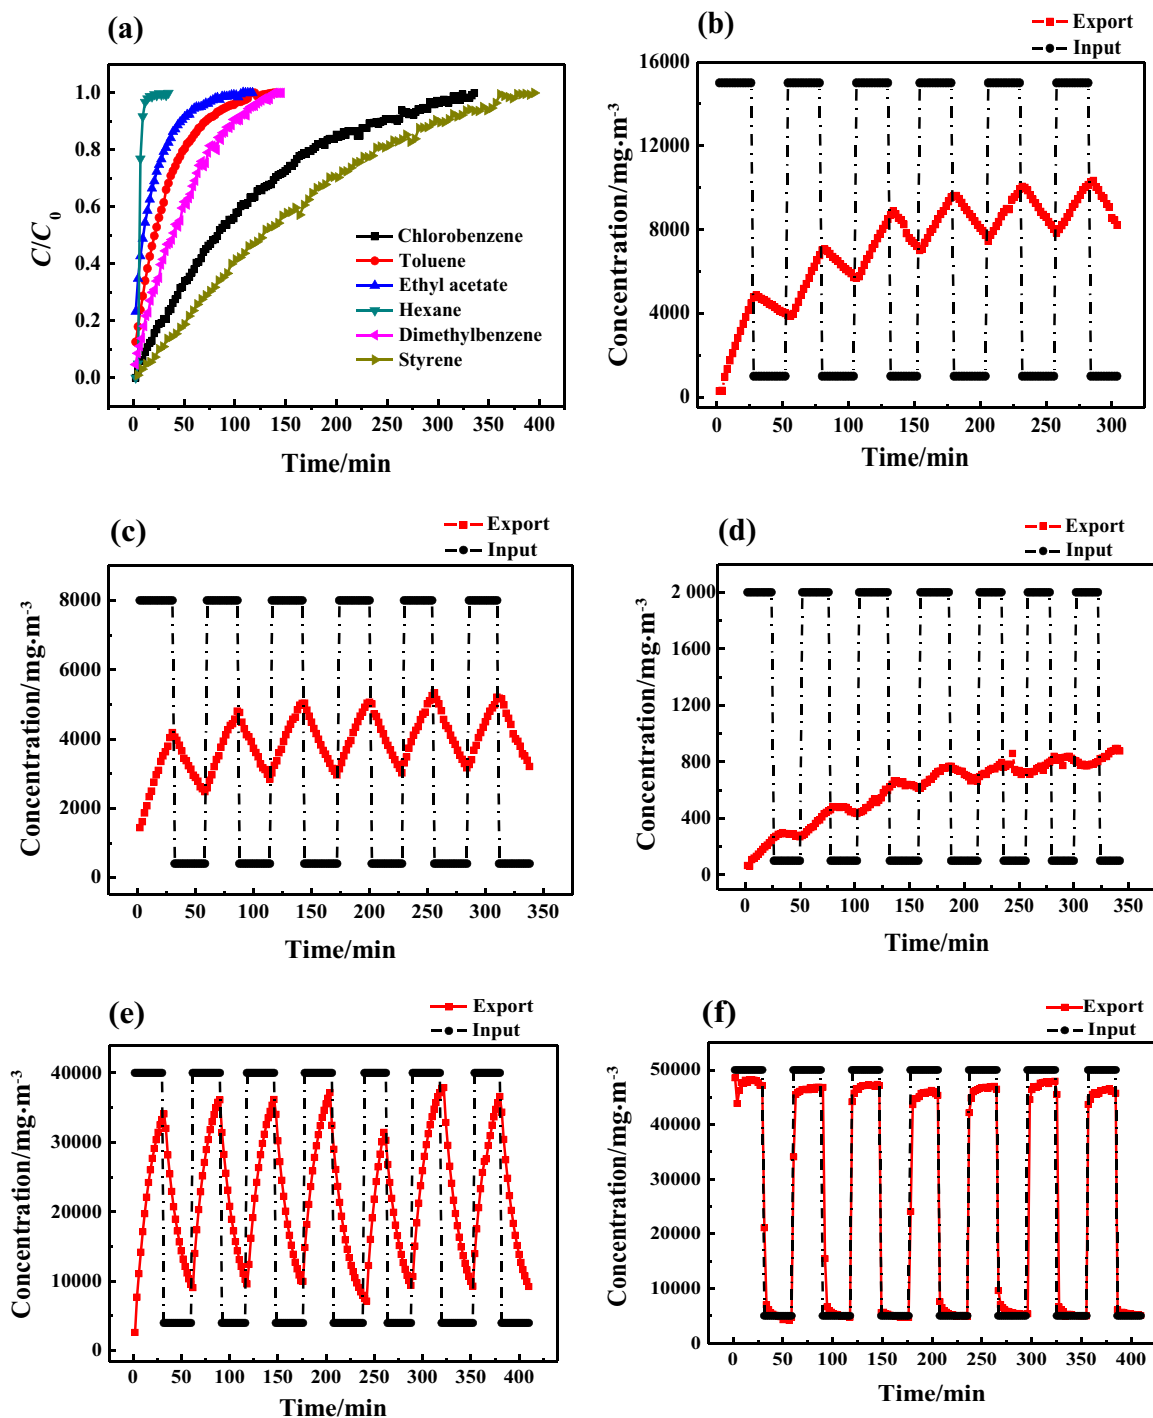 (a)
C/C0
1.0
0.8
0.6
0.4
0.2
0.0
Chlorobenzene
Toluene
Ethyl acetate
Hexane
Dimethylbenzene
Styrene
0 50 100 150 200 250 300 350 400
Time/min
(b)
Export
Input
Concentration/mg·m-3
16000
12000
8000
4000
0
0 50 100 150 200 250 300
Time/min
(c)
Export
Input
Concentration/mg·m-3
8000
6000
4000
2000
0
0 50 100 150 200 250 300 350
Time/min
(d)
Export
Input
Concentration/mg·m-3
2 000
1600
1200
800
400
0
0 50 100 150 200 250 300 350
Time/min
(e)
Export
Input
Concentration/mg·m-3
40000
30000
20000
10000
0
0 50 100 150 200 250 300 350 400
Time/min
(f)
Export
Input
Concentration/mg·m-3
50000
40000
30000
20000
10000
0
0 50 100 150 200 250 300 350 400
Time/min